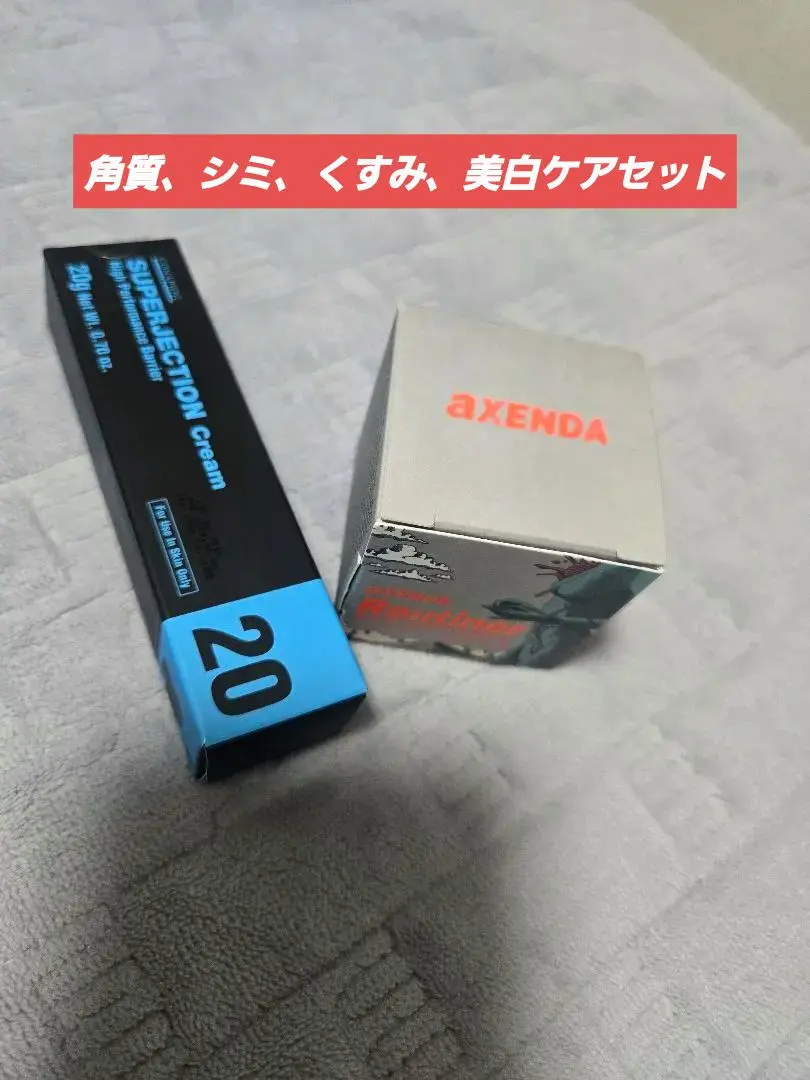 角質、シミ、くすみ、美白ケアセット
SUPERJECTION Cream
High Performance Barrier
20g Net Wt. 0.70 oz.
For Use In Skin Only
20
aXENDA
aXENDA